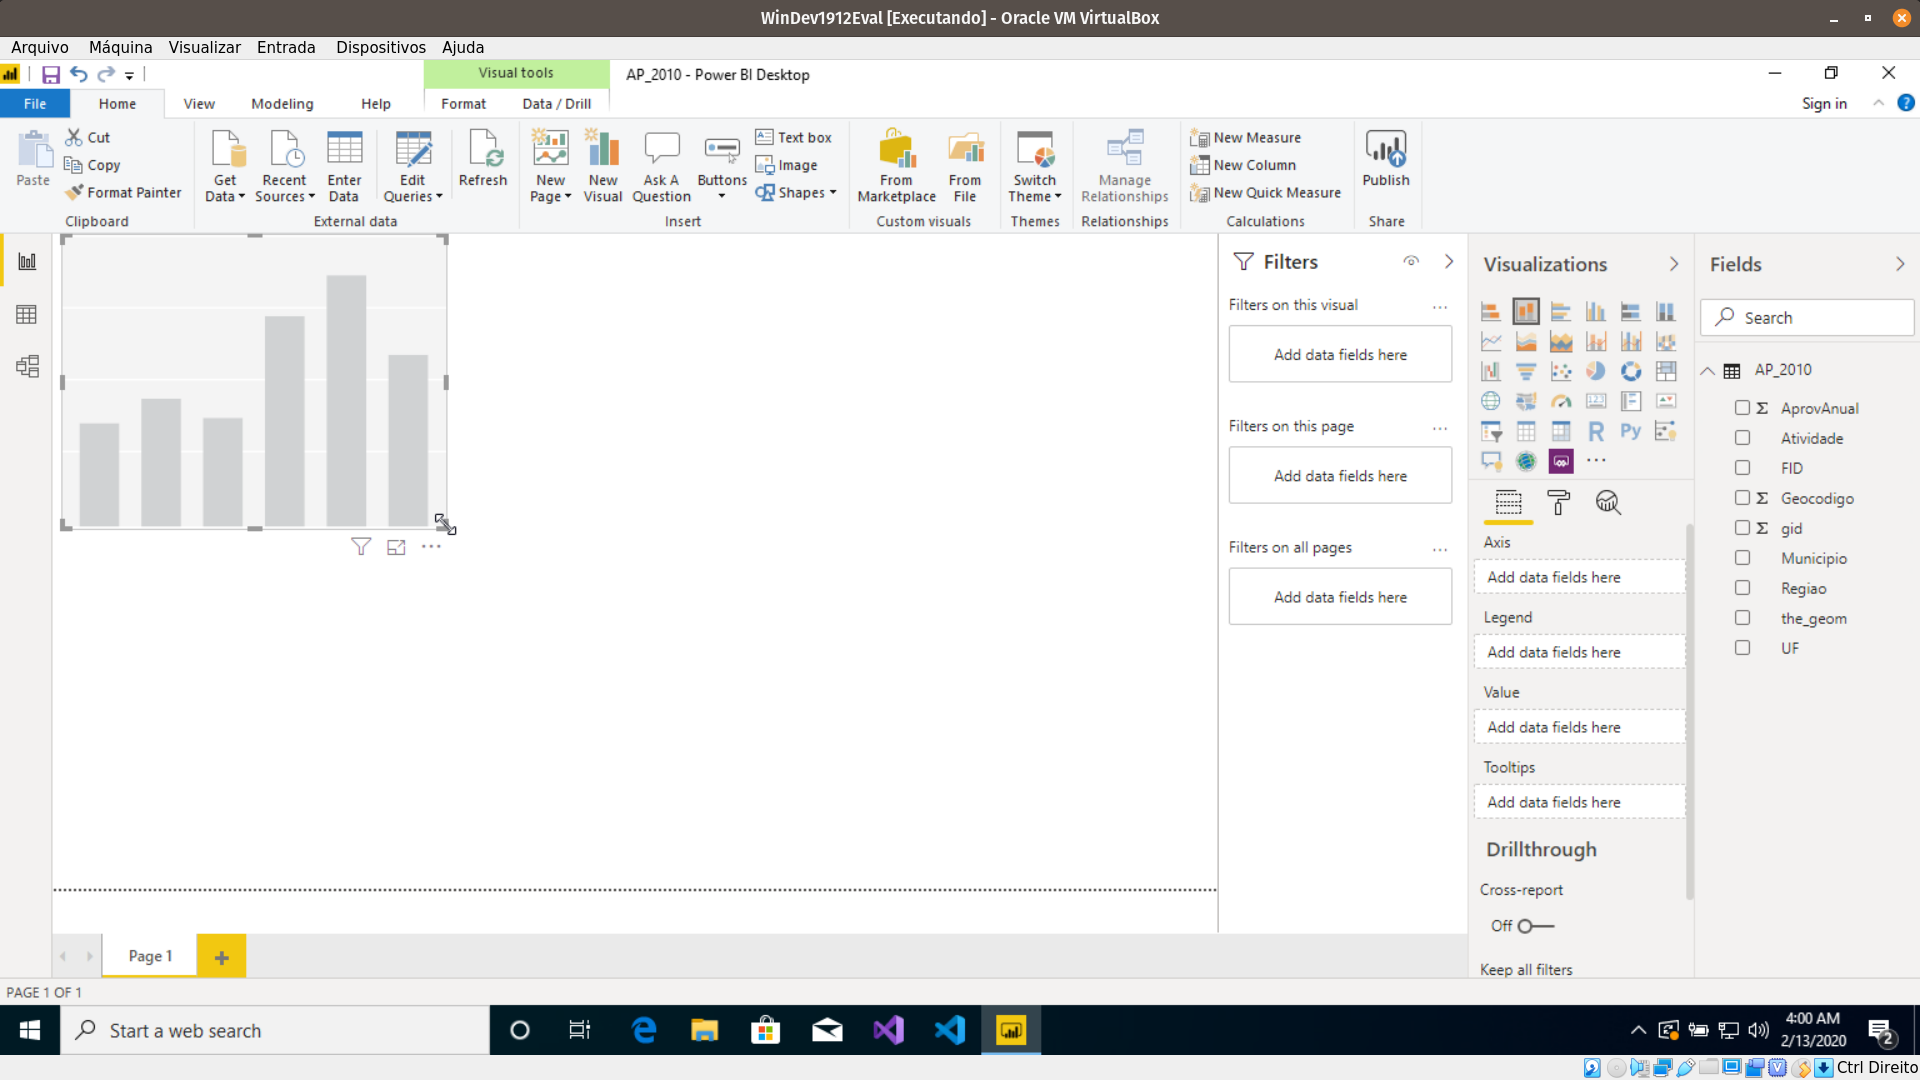 WinDev1912Eval [Executando] - Oracle VM VirtualBox
Arquivo Máquina Visualizar Entrada Dispositivos Ajuda
Visual tools
AP_2010 - Power BI Desktop
File Home View Modeling Help Format Data / Drill Sign in
Paste
Cut
Copy
Format Painter
Clipboard
Get Data
Recent Sources
Enter Data
Edit Queries
Refresh
External data
New Page
New Visual
Ask A Question
Buttons
Text box
Image
Shapes
Insert
From Marketplace
From File
Custom visuals
Switch Theme
Themes
Manage Relationships
Relationships
New Measure
New Column
New Quick Measure
Calculations
Publish
Share
Filters
Filters on this visual
Add data fields here
Filters on this page
Add data fields here
Filters on all pages
Add data fields here
Visualizations
123
R Py
Axis
Add data fields here
Legend
Add data fields here
Value
Add data fields here
Tooltips
Add data fields here
Drillthrough
Cross-report
Off
Keep all filters
Fields
Search
AP_2010
Σ AprovAnual
Atividade
FID
Σ Geocodigo
Σ gid
Municipio
Regiao
the_geom
UF
Page 1
PAGE 1 OF 1
Start a web search
4:00 AM
2/13/2020
2
Ctrl Direito